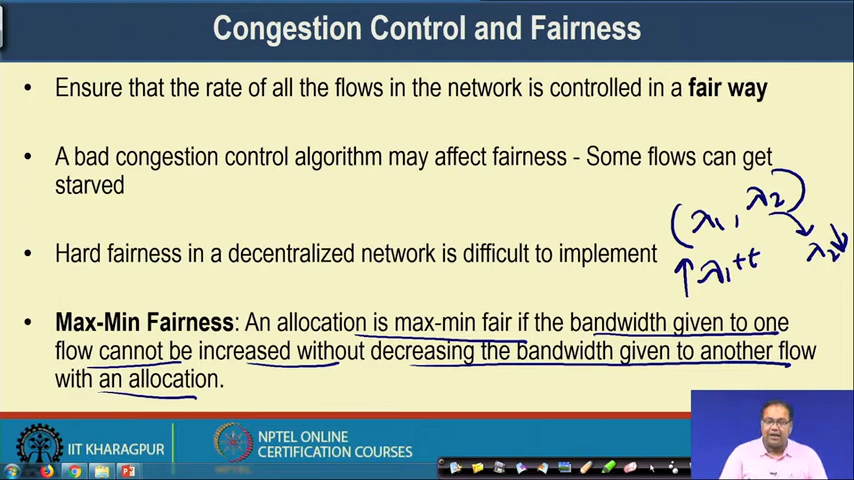 Congestion Control and Fairness
• Ensure that the rate of all the flows in the network is controlled in a fair way
• A bad congestion control algorithm may affect fairness - Some flows can get
starved
(λ1, λ2)
• Hard fairness in a decentralized network is difficult to implement
↑λ1++
λ2↓
• Max-Min Fairness: An allocation is max-min fair if the bandwidth given to one
flow cannot be increased without decreasing the bandwidth given to another flow
with an allocation.
IIT KHARAGPUR
NPTEL ONLINE
CERTIFICATION COURSES
NPTEL